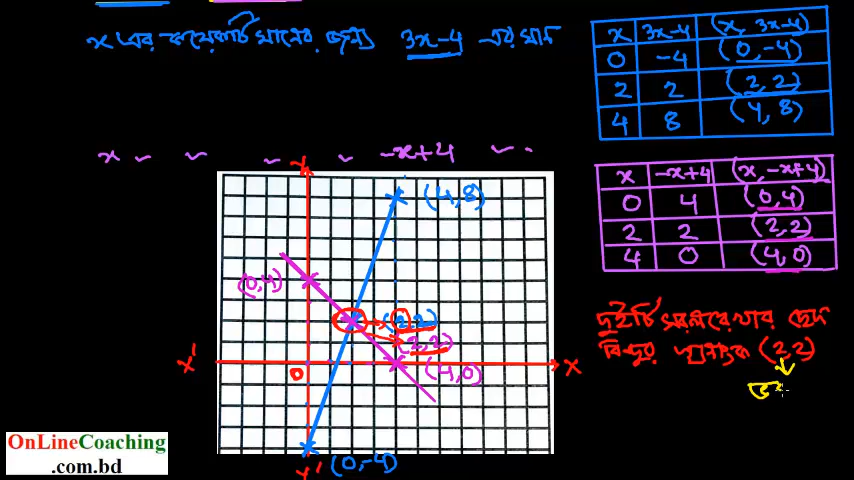 x এর কয়েকটি মানের জন্য 3x-4 এর মান
x 3x-4 (x, 3x-4)
0 -4 (0, -4)
2 2 (2, 2)
4 8 (4, 8)
x -x+4
x -x+4 (x, -x+4)
0 4 (0,4)
2 2 (2,2)
4 0 (4,0)
Y
(4,8)
(0,4)
(2,2)
(2,2)
X' X
0
(4,0)
Y' (0,-4)
দুইটি সরলরেখার ছেদ
বিন্দুর (2,2)
OnLineCoaching
.com.bd